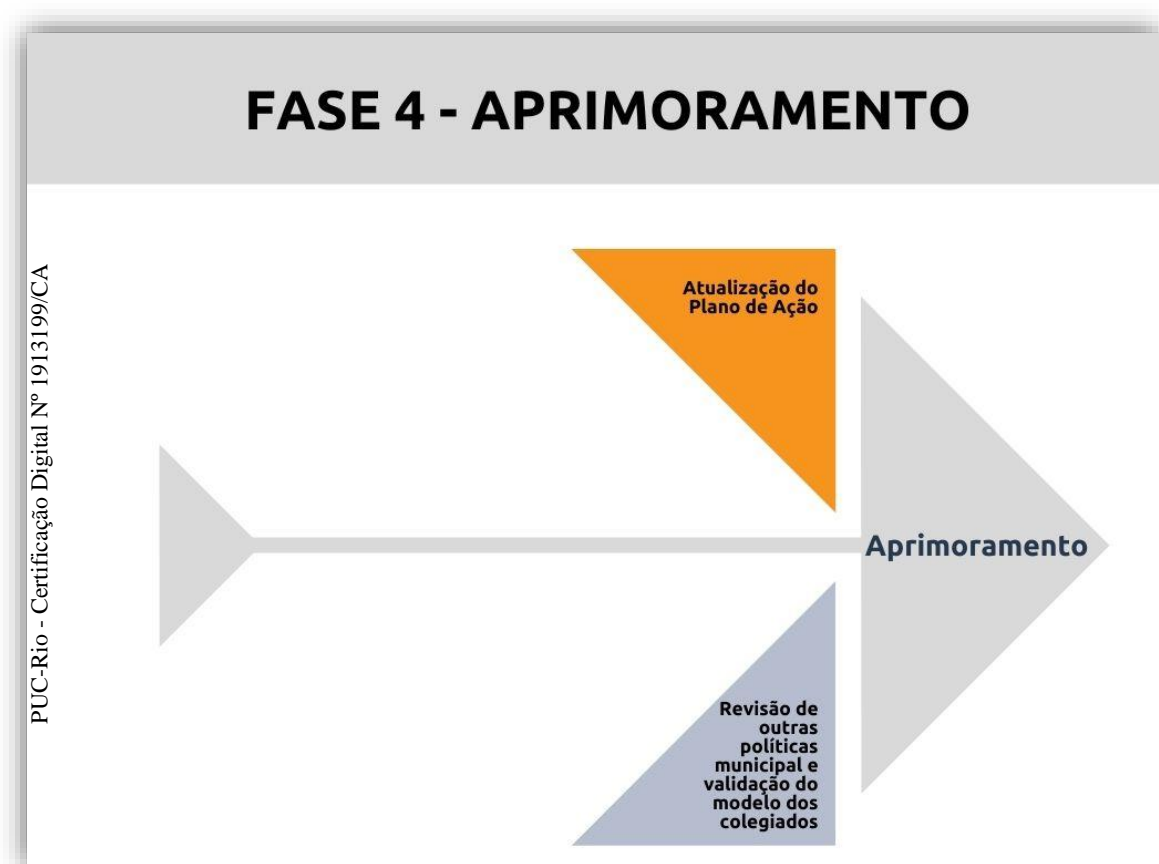 FASE 4 - APRIMORAMENTO
PUC-Rio - Certificação Digital Nº 1913199/CA
Atualização do
Plano de Ação
Aprimoramento
Revisão de
outras
políticas
municipal e
validação do
modelo dos
colegiados